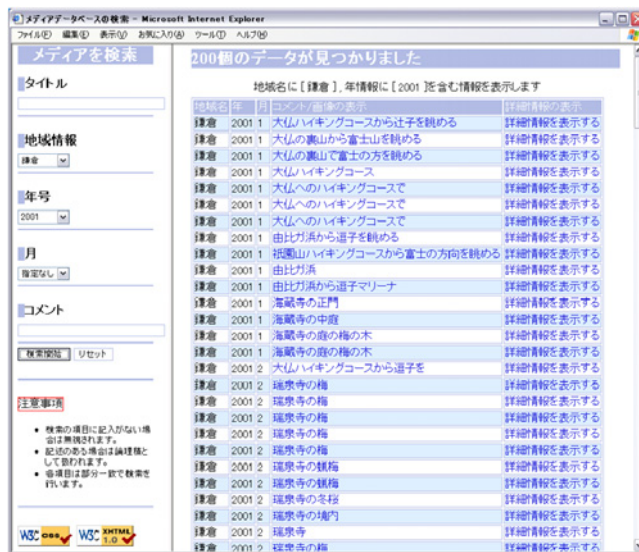 メディアデータベースの検索 - Microsoft Internet Explorer
ファイル(F) 編集(E) 表示(V) お気に入り(A) ツール(T) ヘルプ(H)
メディアを検索
タイトル
地域情報
鎌倉
年号
2001
月
指定なし
コメント
検索開始 リセット
注意事項
検索の項目に記入がない場
合は無視されます。
記述のある場合は論理積と
して扱われます。
各項目は部分一致で検索を
行います。
W3C css W3C XHTML 1.0
200個のデータが見つかりました
地域名に [ 鎌倉 ] , 年情報に [ 2001 ]を含む情報を表示します
地域名 年 月 コメント/画像の表示 詳細情報の表示
鎌倉 2001 1 大仏ハイキングコースから辻子を眺める 詳細情報を表示する
鎌倉 2001 1 大仏の裏山から富士山を眺める 詳細情報を表示する
鎌倉 2001 1 大仏の裏山で富士の方を眺める 詳細情報を表示する
鎌倉 2001 1 大仏ハイキングコース 詳細情報を表示する
鎌倉 2001 1 大仏へのハイキングコースで 詳細情報を表示する
鎌倉 2001 1 大仏へのハイキングコースで 詳細情報を表示する
鎌倉 2001 1 大仏へのハイキングコースで 詳細情報を表示する
鎌倉 2001 1 由比ガ浜から逗子を眺める 詳細情報を表示する
鎌倉 2001 1 祇園山ハイキングコースから富士の方向を眺める 詳細情報を表示する
鎌倉 2001 1 由比ガ浜 詳細情報を表示する
鎌倉 2001 1 由比ガ浜から逗子マリーナ 詳細情報を表示する
鎌倉 2001 1 海蔵寺の正門 詳細情報を表示する
鎌倉 2001 1 海蔵寺の中庭 詳細情報を表示する
鎌倉 2001 1 海蔵寺の庭の梅の木 詳細情報を表示する
鎌倉 2001 1 海蔵寺の庭の梅の木 詳細情報を表示する
鎌倉 2001 2 大仏ハイキングコースから逗子を 詳細情報を表示する
鎌倉 2001 2 瑞泉寺の梅 詳細情報を表示する
鎌倉 2001 2 瑞泉寺の梅 詳細情報を表示する
鎌倉 2001 2 瑞泉寺の梅 詳細情報を表示する
鎌倉 2001 2 瑞泉寺の梅 詳細情報を表示する
鎌倉 2001 2 瑞泉寺の梅 詳細情報を表示する
鎌倉 2001 2 瑞泉寺の観梅 詳細情報を表示する
鎌倉 2001 2 瑞泉寺の観梅 詳細情報を表示する
鎌倉 2001 2 瑞泉寺の冬桜 詳細情報を表示する
鎌倉 2001 2 瑞泉寺の境内 詳細情報を表示する
鎌倉 2001 2 瑞泉寺 詳細情報を表示する
鎌倉 2001 2 瑞泉寺の梅 詳細情報を表示する